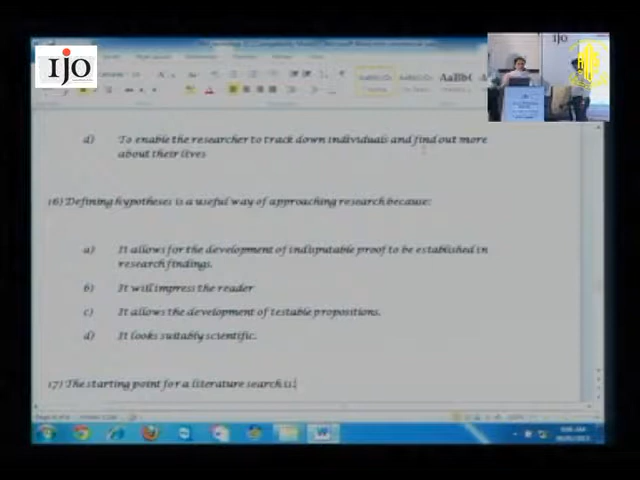 IJO
AaBbC
d) To enable the researcher to track down individuals and find out more
about their lives
16) Defining hypotheses is a useful way of approaching research because:
a) It allows for the development of indisputable proof to be established in
research findings.
b) It will impress the reader
c) It allows the development of testable propositions.
d) It looks suitably scientific.
17) The starting point for a literature search is: